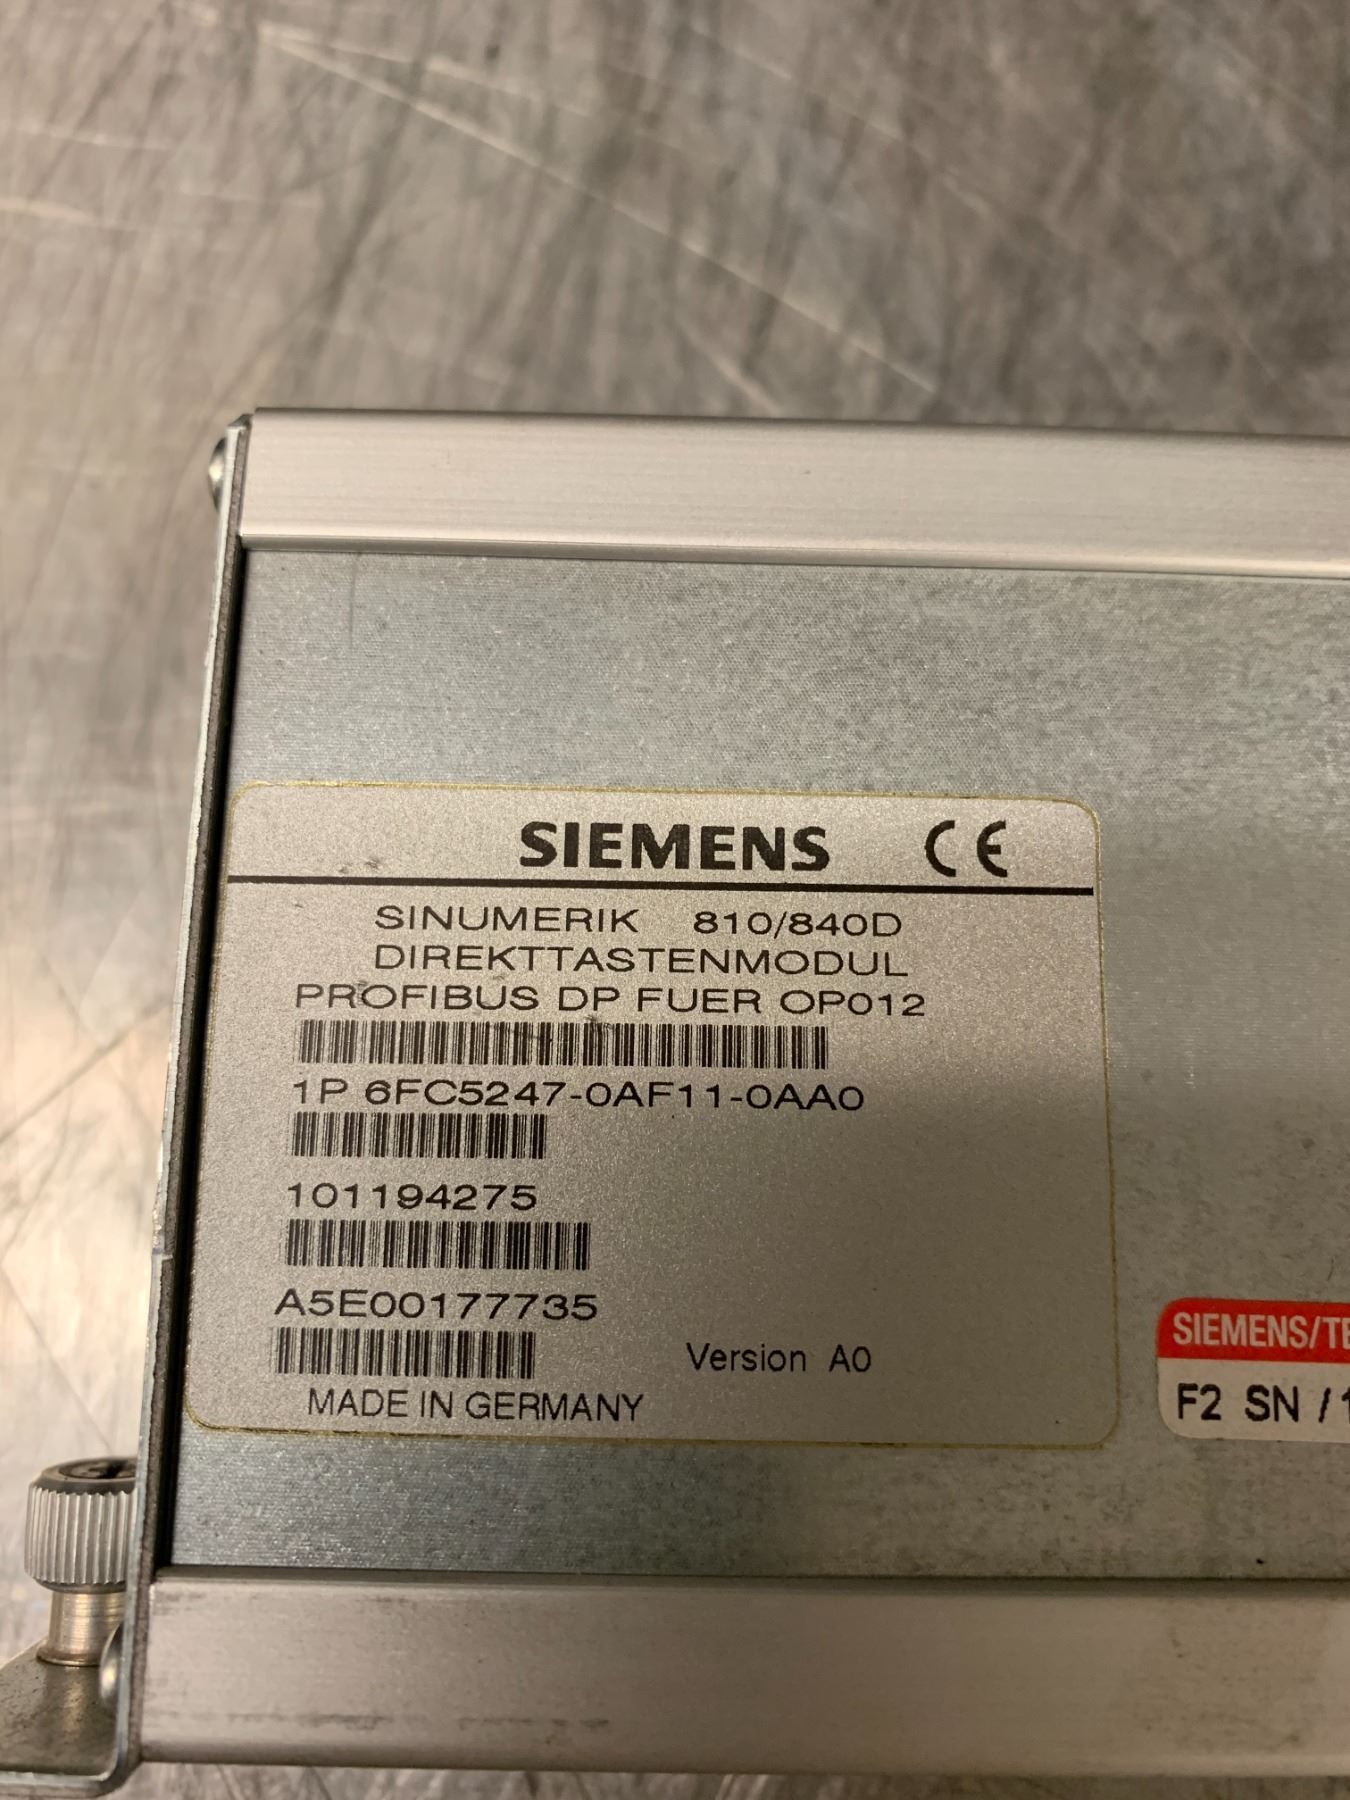 SIEMENS CE
SINUMERIK 810/840D
DIREKTTASTENMODUL
PROFIBUS DP FUER OP012
1P 6FC5247-0AF11-0AA0
101194275
A5E00177735
Version A0
MADE IN GERMANY
SIEMENS/TE
F2 SN /1